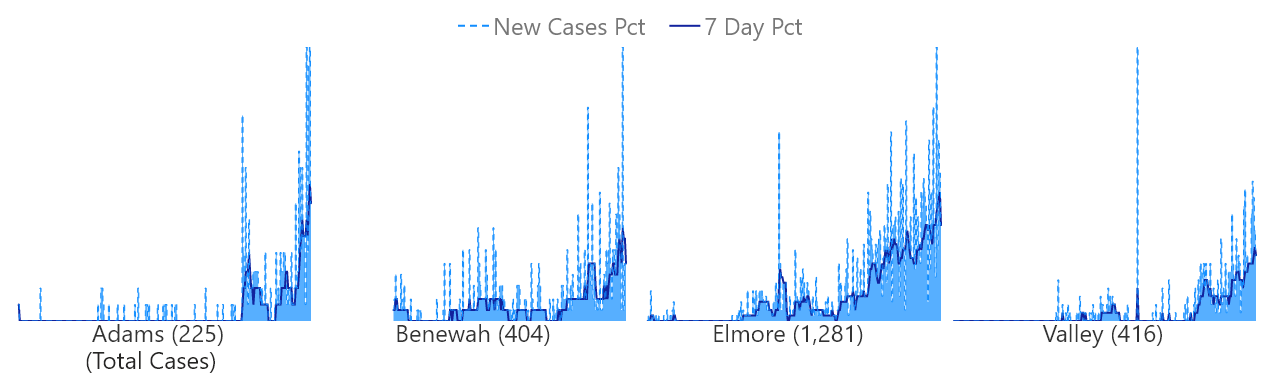 New Cases Pct 7 Day Pct
Adams (225) Benewah (404) Elmore (1,281) Valley (416)
(Total Cases)